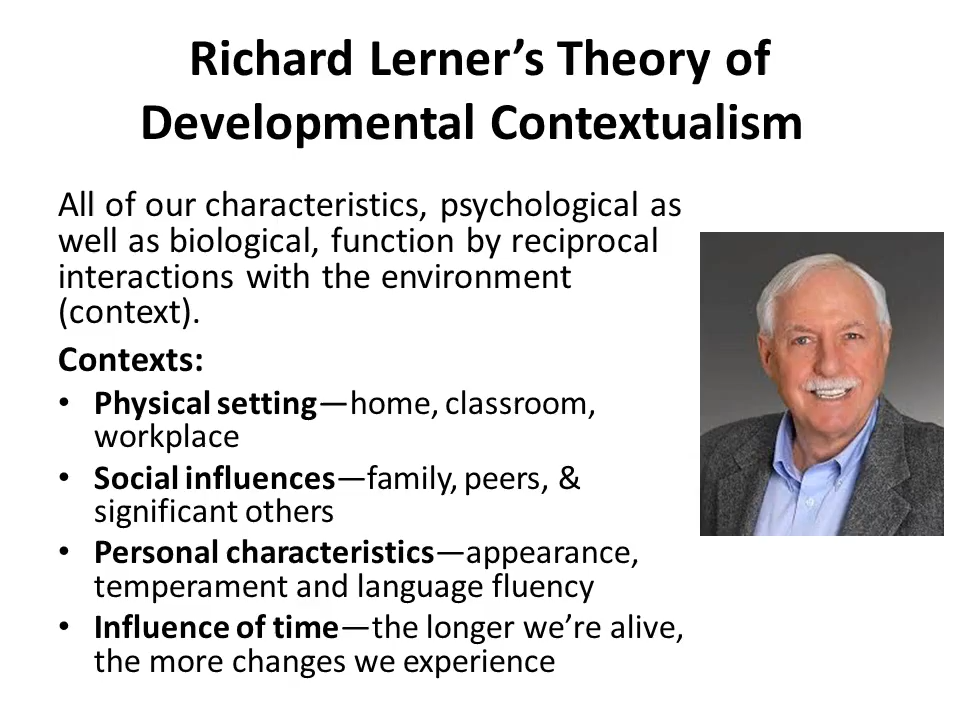 Richard Lerner’s Theory of
Developmental Contextualism
All of our characteristics, psychological as
well as biological, function by reciprocal
interactions with the environment
(context).
Contexts:
• Physical setting—home, classroom,
workplace
• Social influences—family, peers, &
significant others
• Personal characteristics—appearance,
temperament and language fluency
• Influence of time—the longer we’re alive,
the more changes we experience